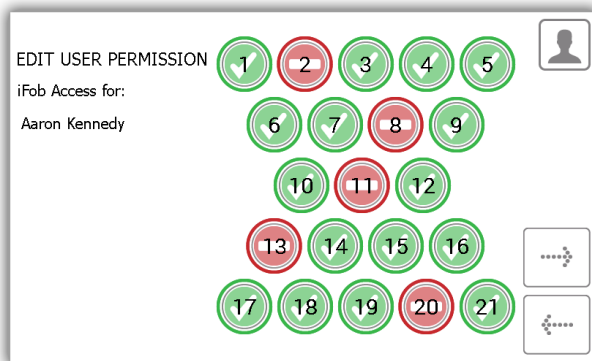 EDIT USER PERMISSION
iFob Access for:
Aaron Kennedy
1 2 3 4 5
6 7 8 9
10 11 12
13 14 15 16
17 18 19 20 21